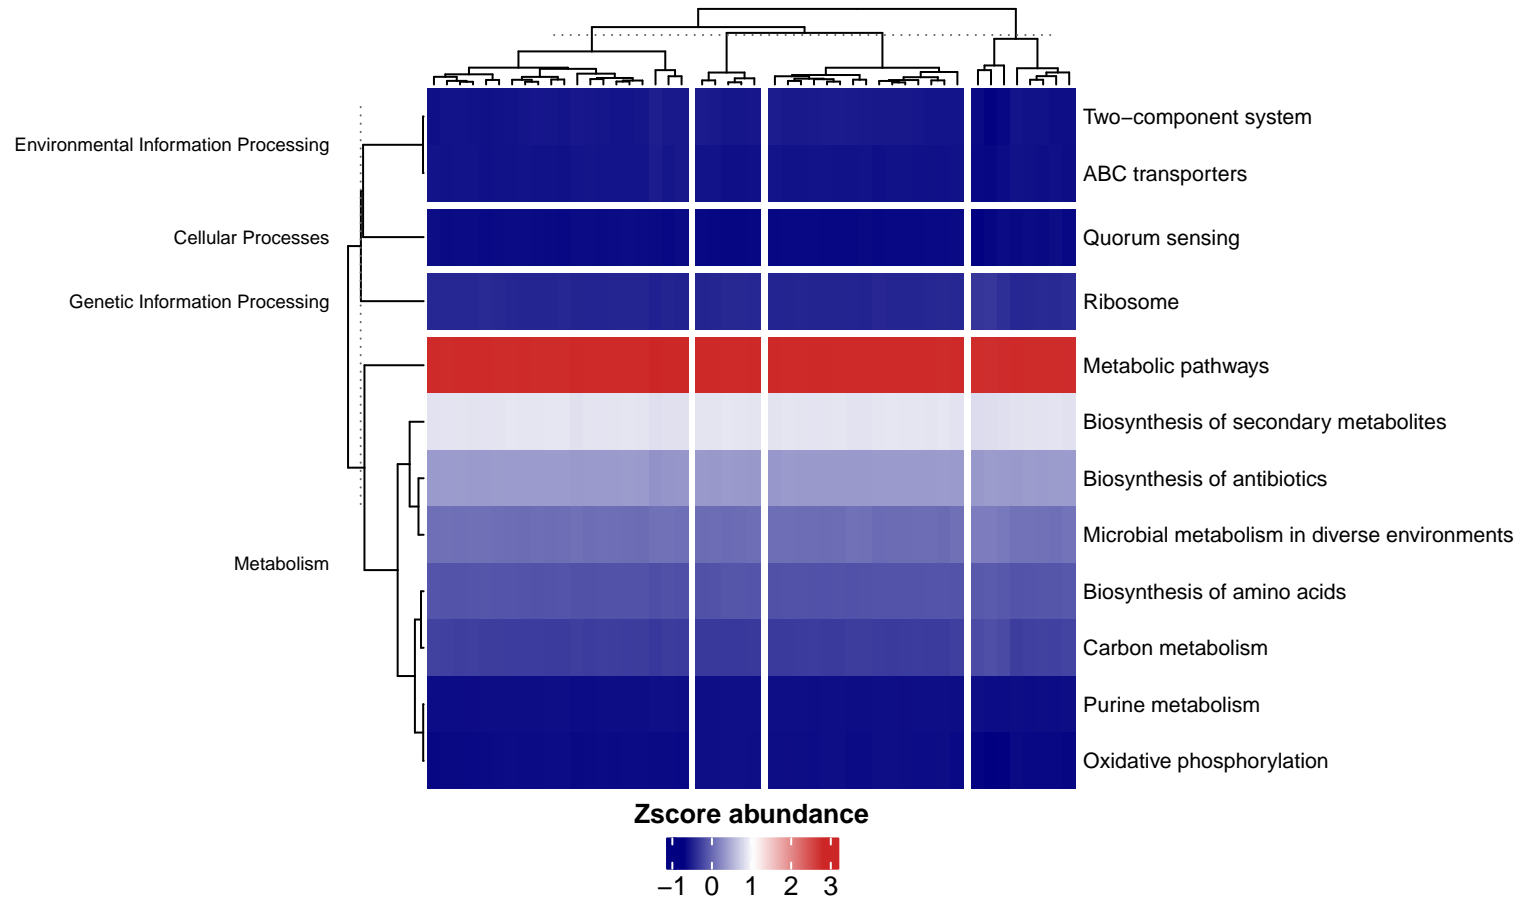 Environmental Information Processing
Cellular Processes
Genetic Information Processing
Metabolism
Two−component system
ABC transporters
Quorum sensing
Ribosome
Metabolic pathways
Biosynthesis of secondary metabolites
Biosynthesis of antibiotics
Microbial metabolism in diverse environments
Biosynthesis of amino acids
Carbon metabolism
Purine metabolism
Oxidative phosphorylation
Zscore abundance
−1 0 1 2 3